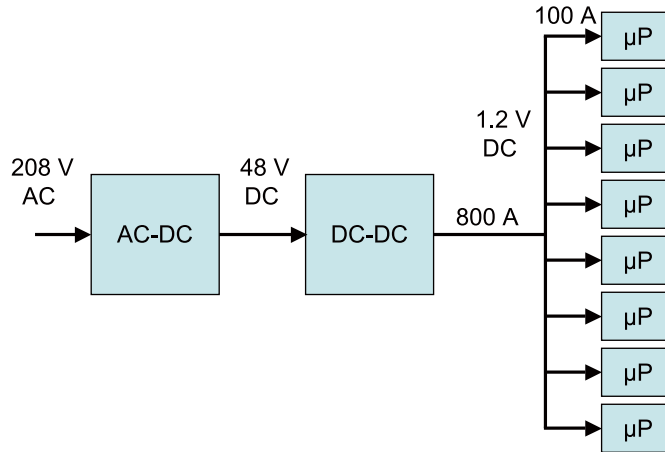 100 A
µP
µP
1.2 V
DC
µP
208 V
AC
48 V
DC
µP
AC-DC
DC-DC
800 A
µP
µP
µP
µP